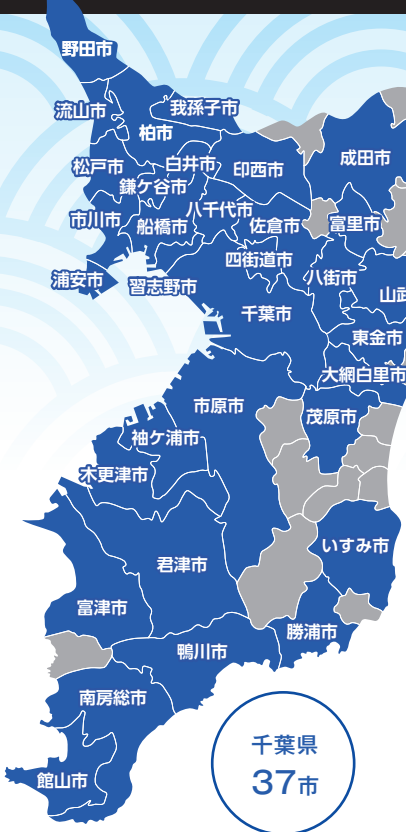 野田市
流山市
我孫子市
柏市
松戸市
白井市
印西市
成田市
鎌ケ谷市
市川市
船橋市
八千代市
佐倉市
富里市
浦安市
習志野市
四街道市
八街市
千葉市
山武
東金市
大網白里市
市原市
茂原市
袖ケ浦市
木更津市
いすみ市
君津市
富津市
勝浦市
鴨川市
南房総市
館山市
千葉県
37市